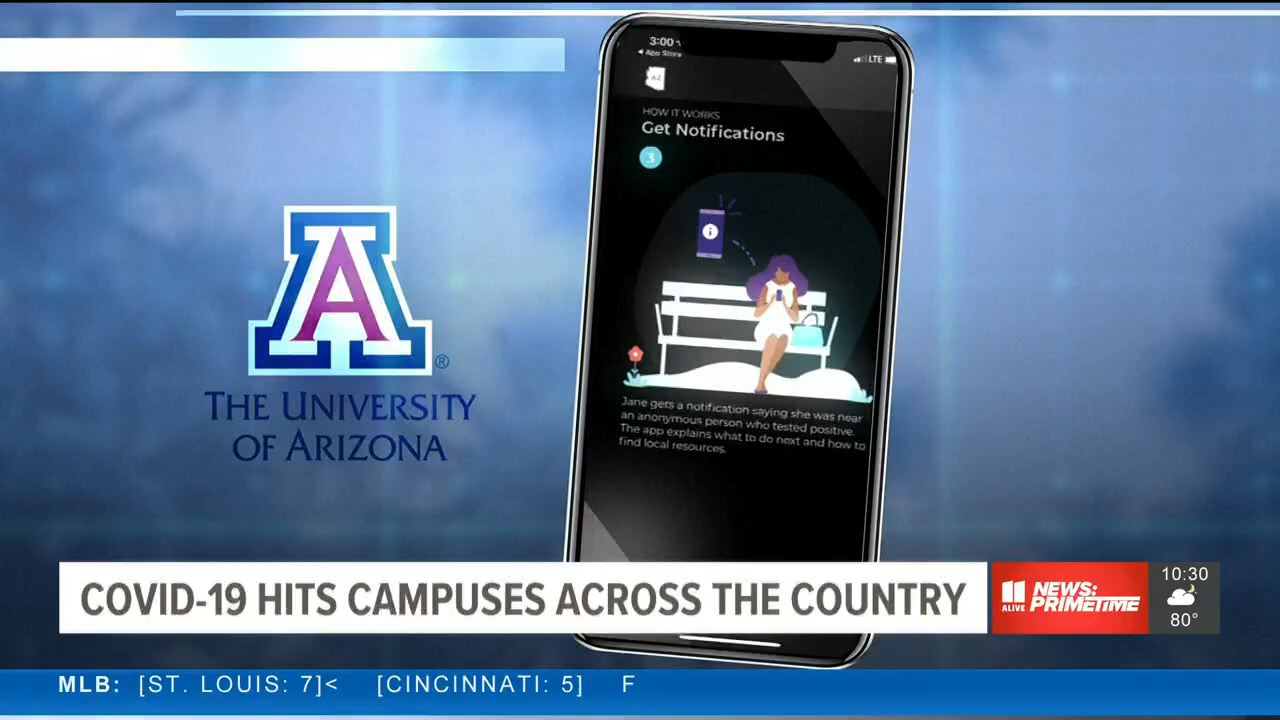 3:00
App Store
LTE
AZ
HOW IT WORKS
Get Notifications
3
i
Jane gets a notification saying she was near
an anonymous person who tested positive.
The app explains what to do next and how to
find local resources.
A
®
THE UNIVERSITY
OF ARIZONA
COVID-19 HITS CAMPUSES ACROSS THE COUNTRY
11
ALIVE
NEWS:
PRIMETIME
10:30
80°
MLB: [ST. LOUIS: 7]< [CINCINNATI: 5] F